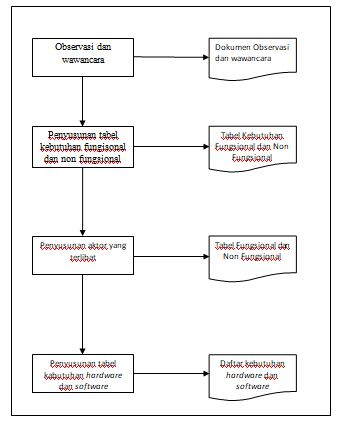 Observasi dan
wawancara
Dokumen Observasi
dan wawancara
Penyusunan tabel
kebutuhan fungisonal
dan non fungsional
Tabel Kebutuhan
Fungsional dan Non
Fungsional
Penyusunan aktor yang
terlibat
Tabel Fungsional dan
Non Fungsional
Penyusunan tabel
kabutuhan hardware
dan software
Daftar kebutuhan
hardware dan
software